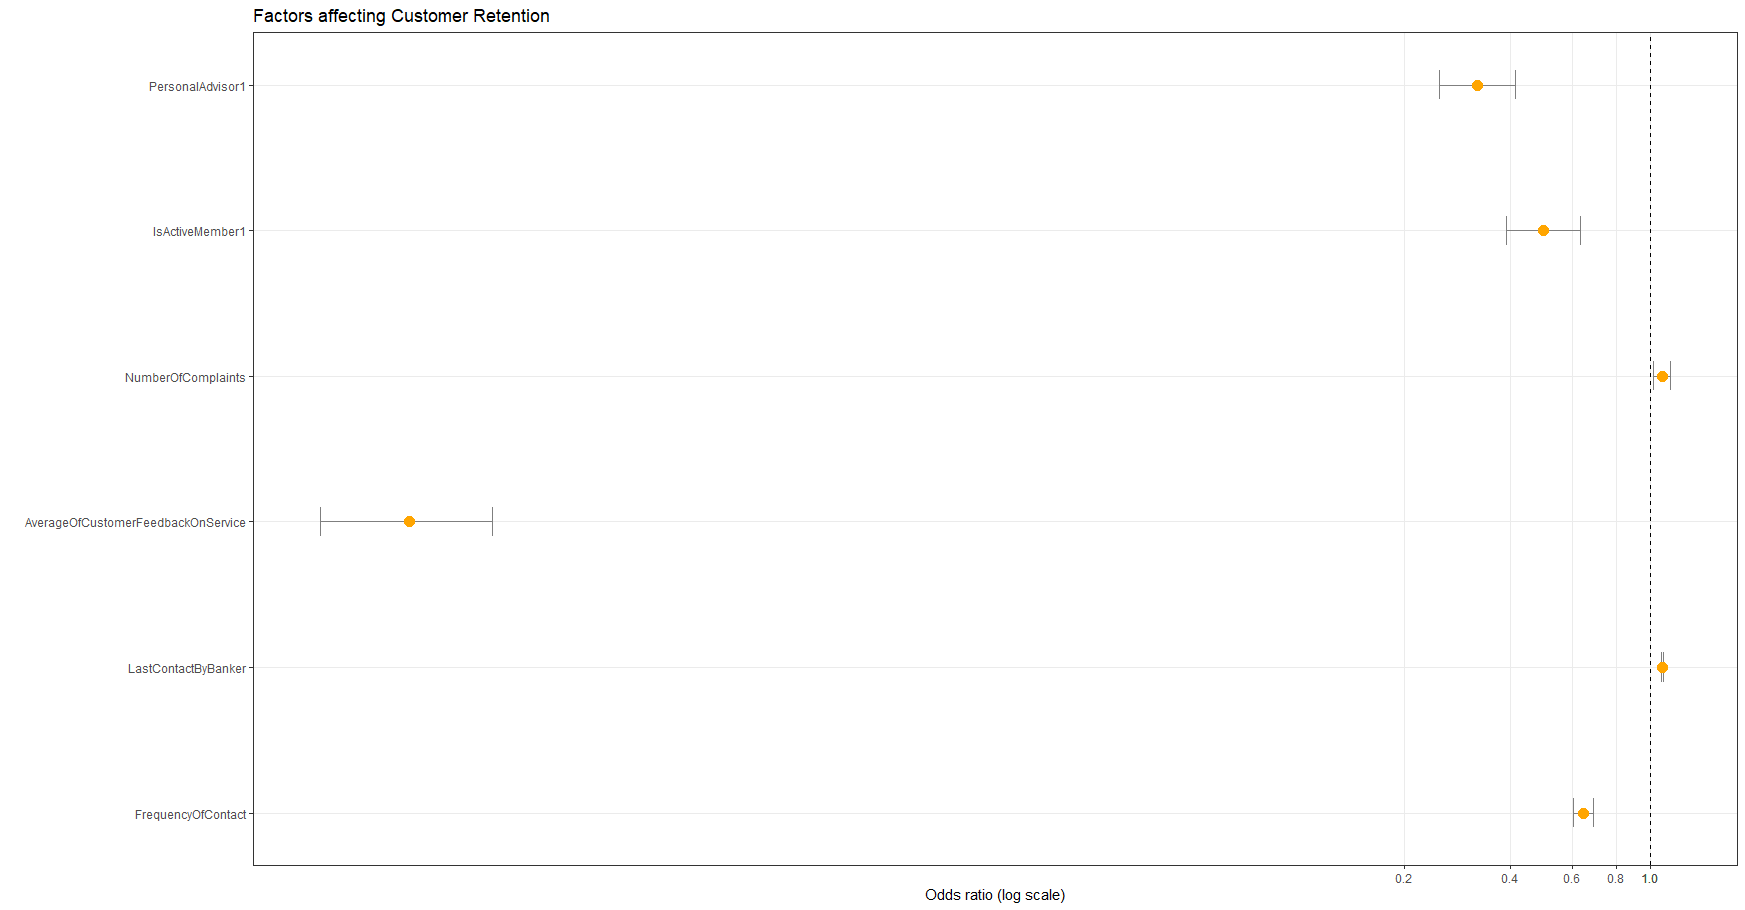 Factors affecting Customer Retention
PersonalAdvisor1
IsActiveMember1
NumberOfComplaints
AverageOfCustomerFeedbackOnService
LastContactByBanker
FrequencyOfContact
0.2 0.4 0.6 0.8 1.0
Odds ratio (log scale)